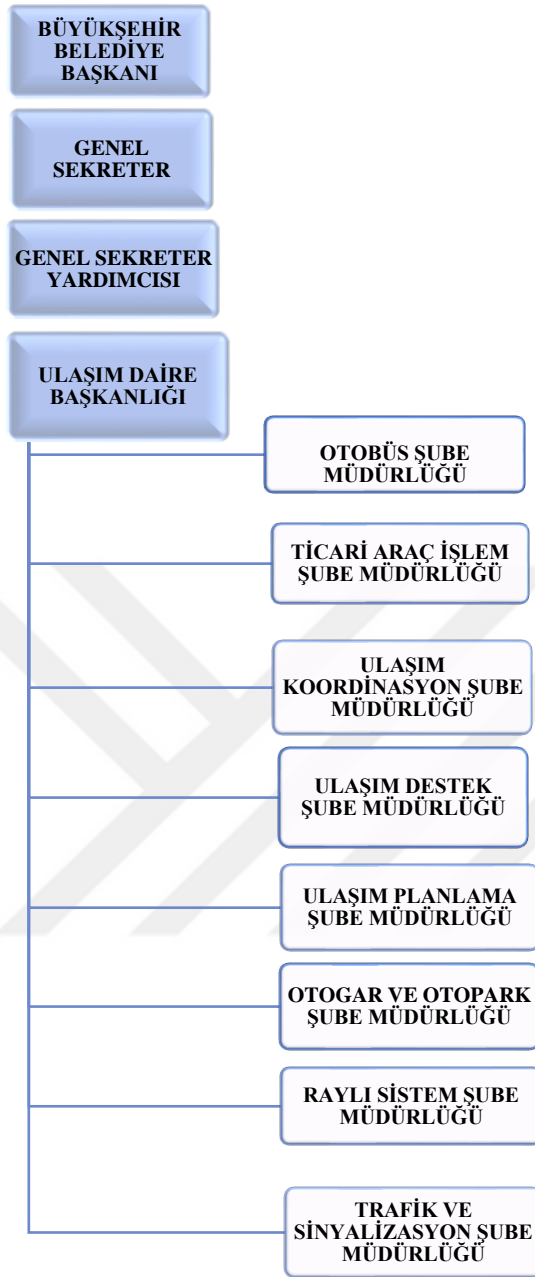 BÜYÜKŞEHİR
BELEDİYE
BAŞKANI
GENEL
SEKRETER
GENEL SEKRETER
YARDIMCISI
ULAŞIM DAİRE
BAŞKANLIĞI
OTOBÜS ŞUBE
MÜDÜRLÜĞÜ
TİCARİ ARAÇ İŞLEM
ŞUBE MÜDÜRLÜĞÜ
ULAŞIM
KOORDİNASYON ŞUBE
MÜDÜRLÜĞÜ
ULAŞIM DESTEK
ŞUBE MÜDÜRLÜĞÜ
ULAŞIM PLANLAMA
ŞUBE MÜDÜRLÜĞÜ
OTOGAR VE OTOPARK
ŞUBE MÜDÜRLÜĞÜ
RAYLI SİSTEM ŞUBE
MÜDÜRLÜĞÜ
TRAFİK VE
SİNYALİZASYON ŞUBE
MÜDÜRLÜĞÜ